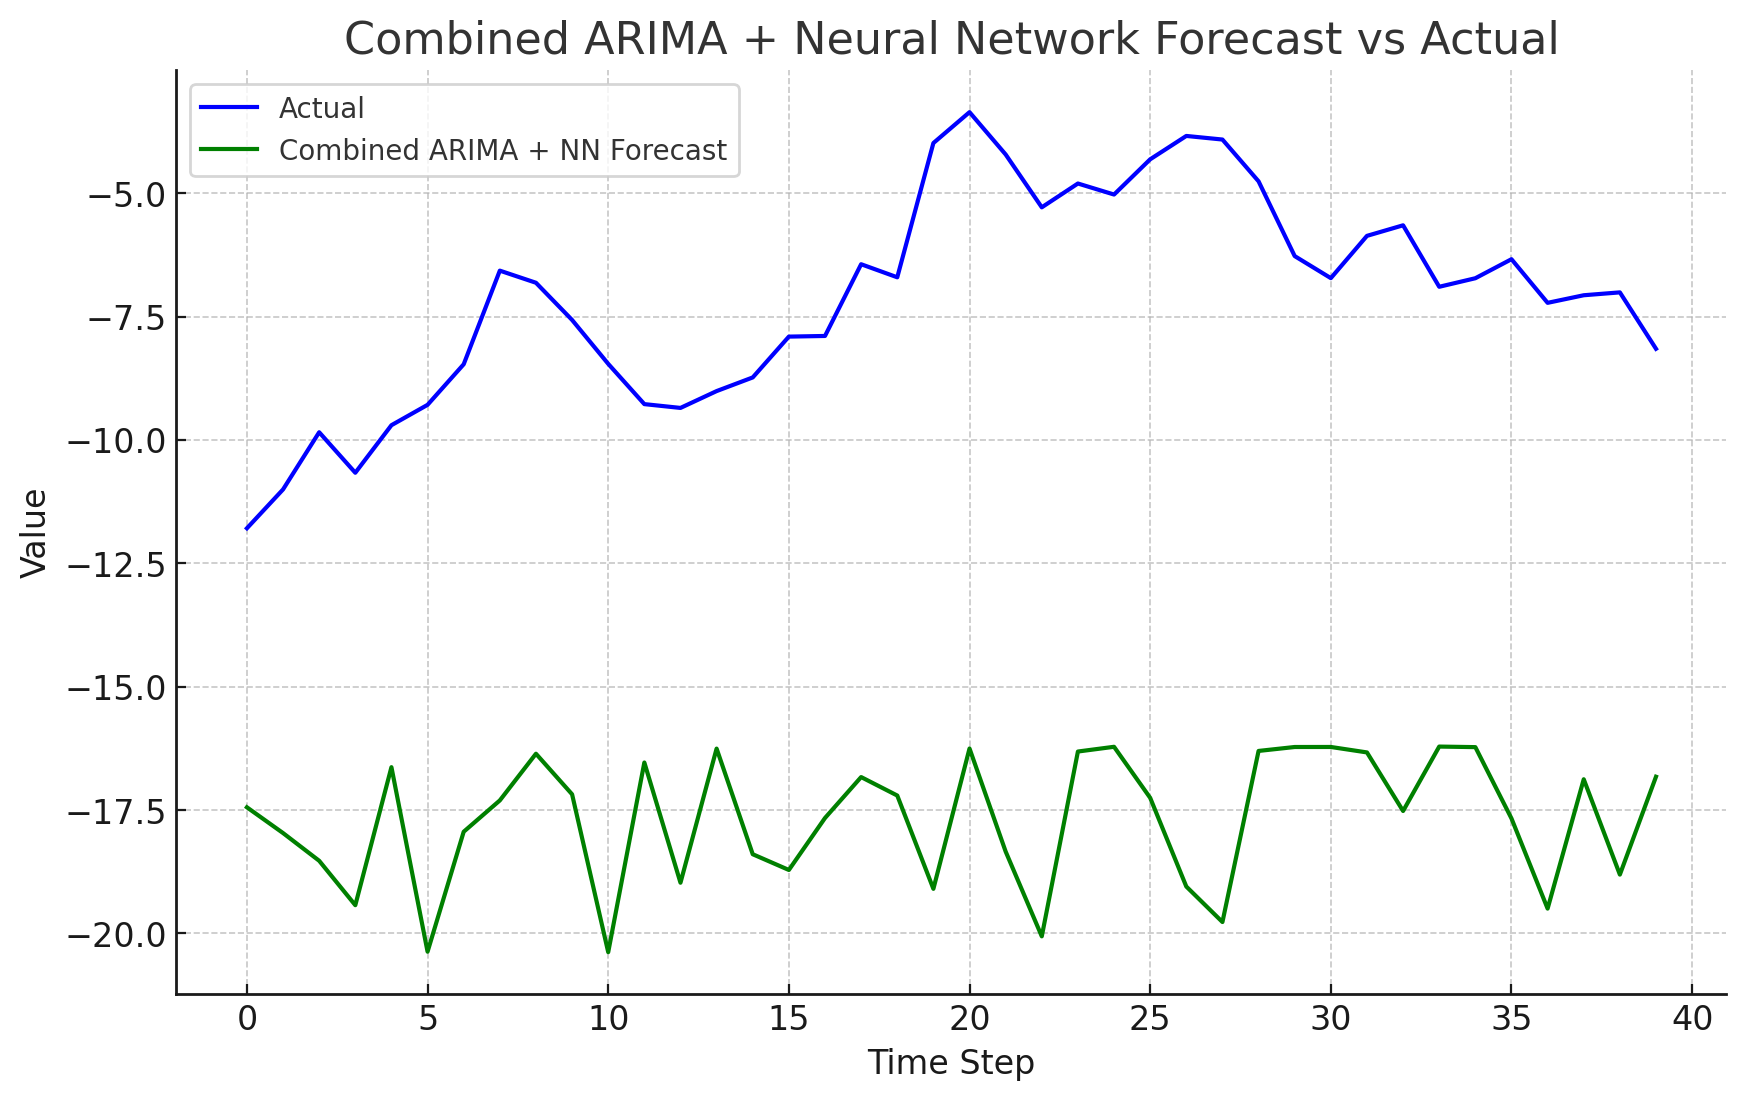 Combined ARIMA + Neural Network Forecast vs Actual
Actual
Combined ARIMA + NN Forecast
−5.0
−7.5
−10.0
−12.5
−15.0
−17.5
−20.0
Value
0 5 10 15 20 25 30 35 40
Time Step